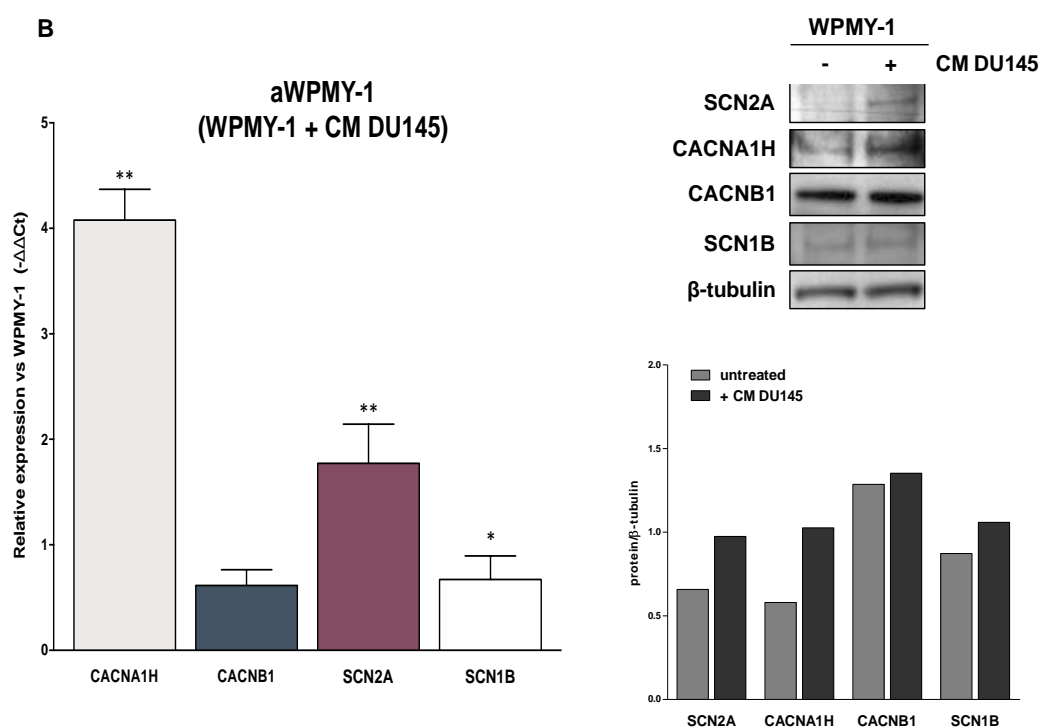 B
aWPMY-1
(WPMY-1 + CM DU145)
Relative expression vs WPMY-1 (-ΔΔCt)
5
4
3
2
1
0
**
**
*
CACNA1H CACNB1 SCN2A SCN1B
WPMY-1
- + CM DU145
SCN2A
CACNA1H
CACNB1
SCN1B
β-tubulin
untreated
+ CM DU145
protein/β-tubulin
2.0
1.5
1.0
0.5
0.0
SCN2A CACNA1H CACNB1 SCN1B